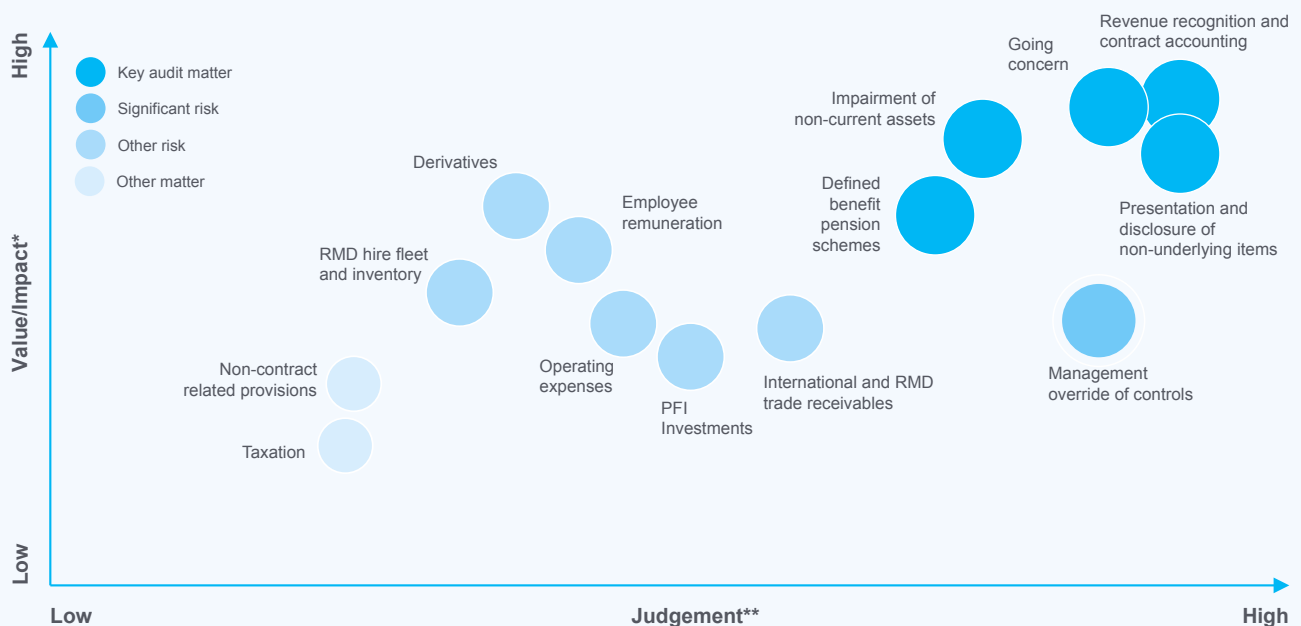 High
Value/Impact*
Low
Key audit matter
Significant risk
Other risk
Other matter
Revenue recognition and
contract accounting
Going
concern
Impairment of
non-current assets
Derivatives
Employee
remuneration
Defined
benefit
pension
schemes
Presentation and
disclosure of
non-underlying items
RMD hire fleet
and inventory
Non-contract
related provisions
Operating
expenses
PFI
Investments
International and RMD
trade receivables
Management
override of controls
Taxation
Low
Judgement**
High